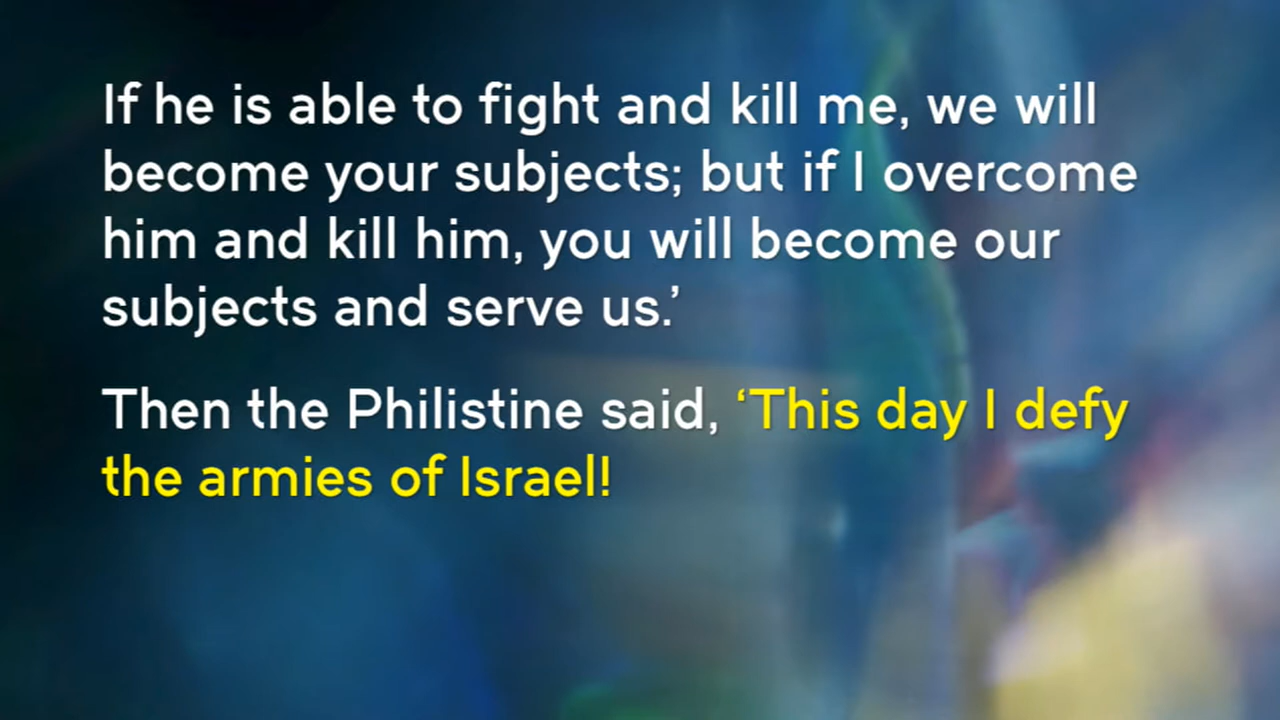 If he is able to fight and kill me, we will
become your subjects; but if I overcome
him and kill him, you will become our
subjects and serve us.’
Then the Philistine said, ‘This day I defy
the armies of Israel!